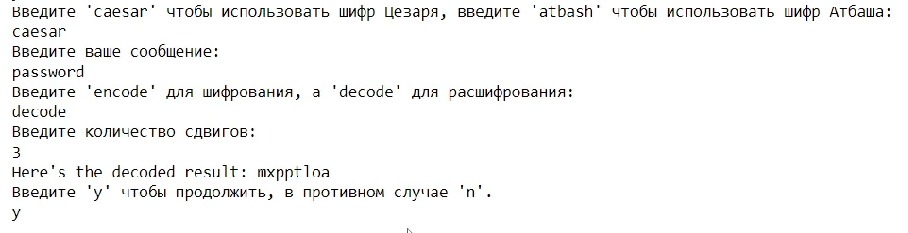 Введите 'caesar' чтобы использовать шифр Цезаря, введите 'atbash' чтобы использовать шифр Атбаша:
caesar
Введите ваше сообщение:
password
Введите 'encode' для шифрования, а 'decode' для расшифрования:
decode
Введите количество сдвигов:
3
Here's the decoded result: mxpptloa
Введите 'y' чтобы продолжить, в противном случае 'n'.
y